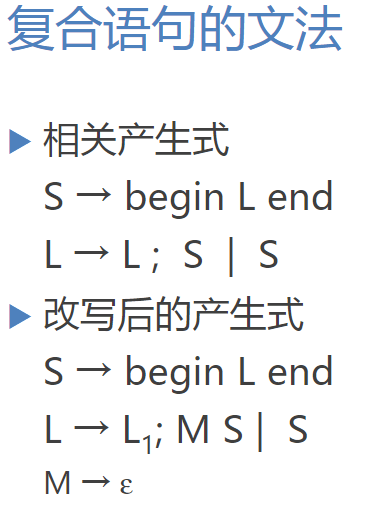 复合语句的文法
▶ 相关产生式
S → begin L end
L → L ; S | S
▶ 改写后的产生式
S → begin L end
L → L₁; M S | S
M → ε